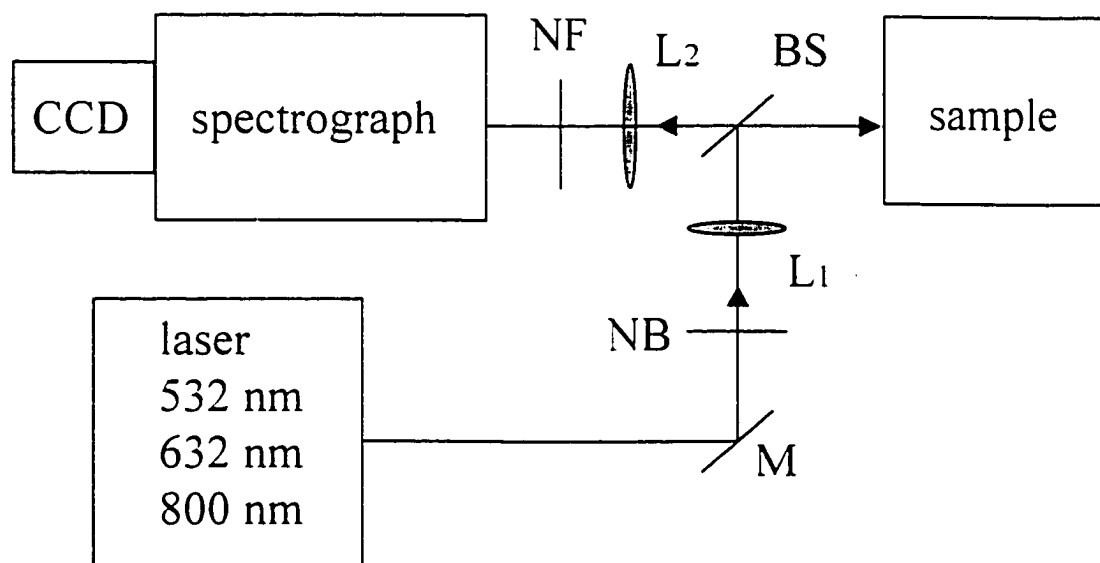 NF
L2
BS
CCD
spectrograph
sample
L1
NB
laser
532 nm
632 nm
800 nm
M